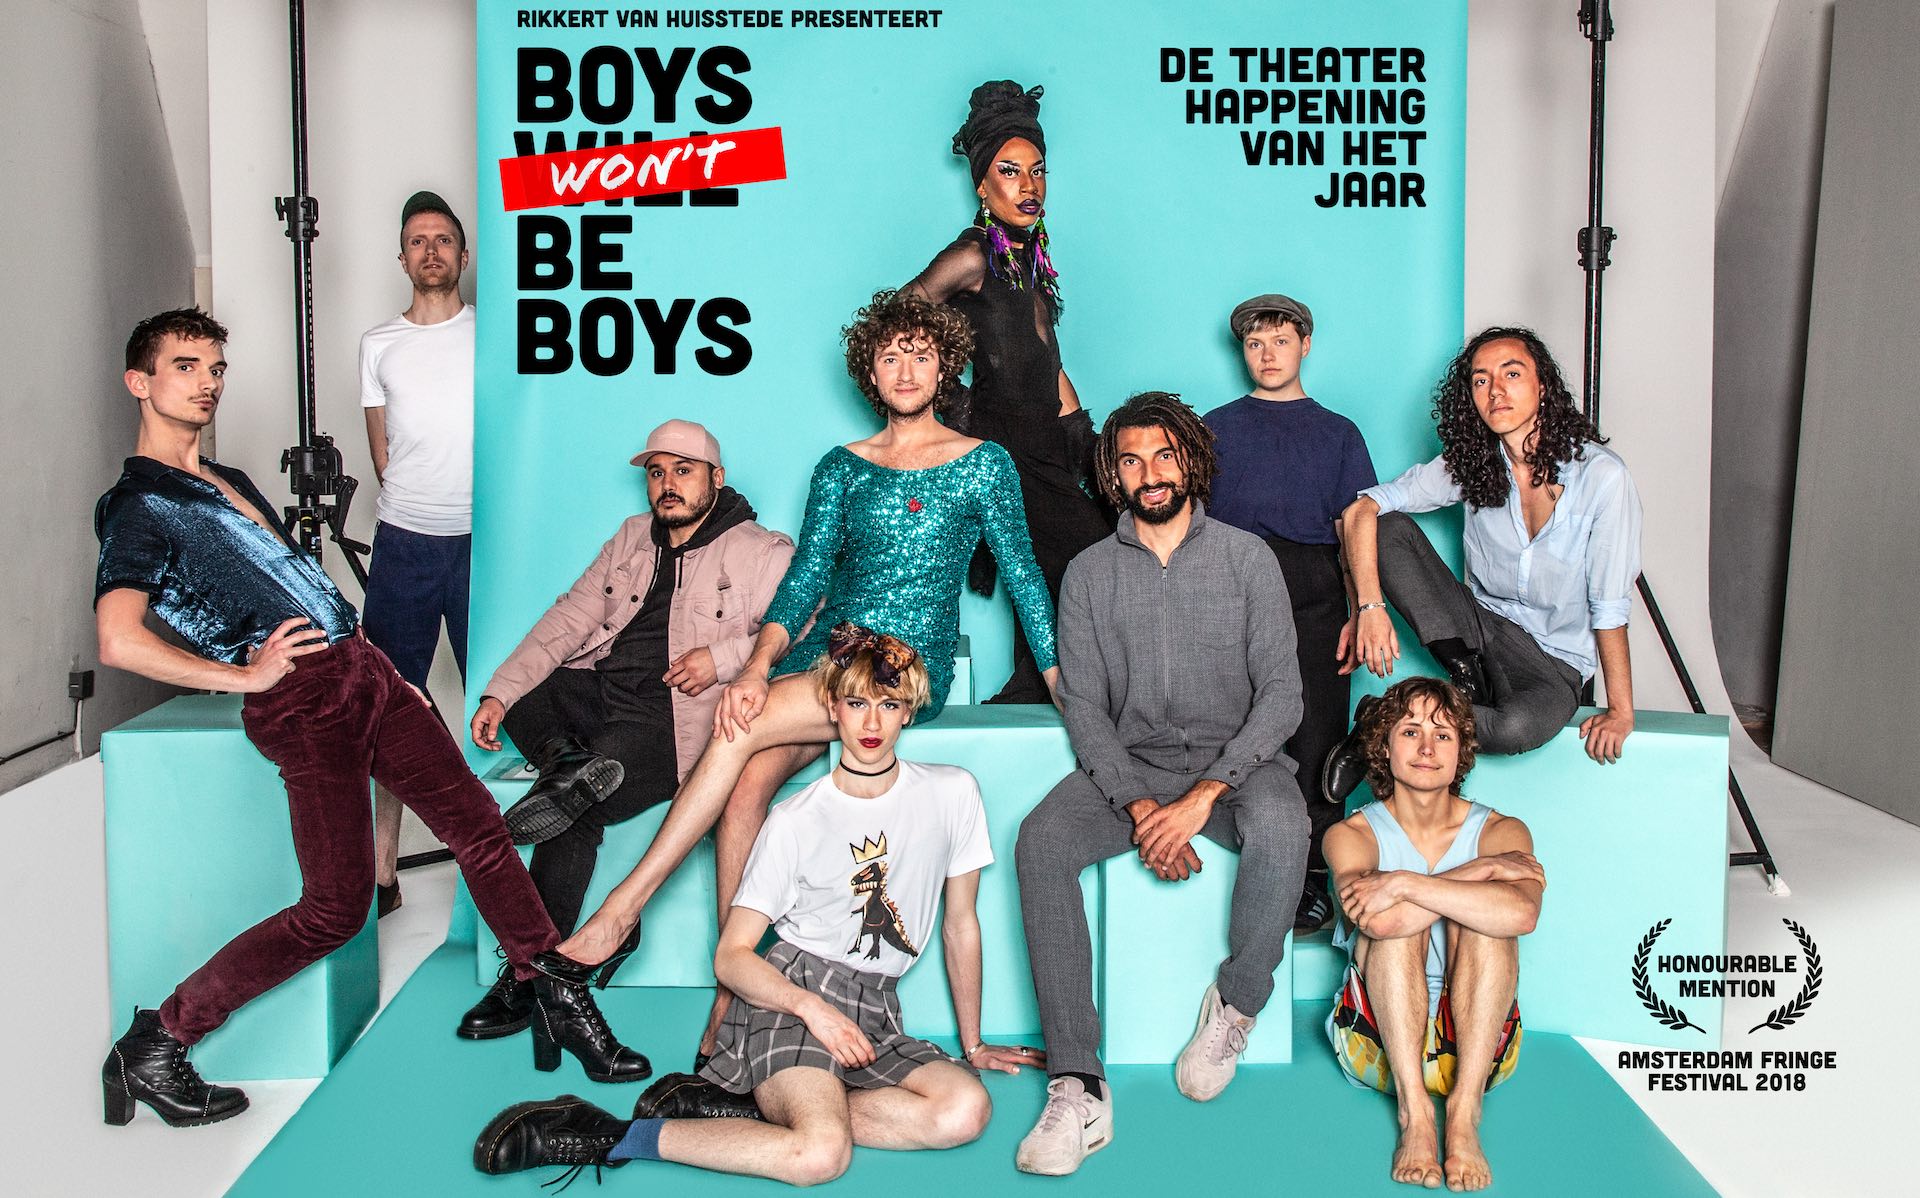 RIKKERT VAN HUISSTEDE PRESENTEERT
BOYS
WILL
WON'T
BE
BOYS
DE THEATER
HAPPENING
VAN HET
JAAR
HONOURABLE
MENTION
AMSTERDAM FRINGE
FESTIVAL 2018